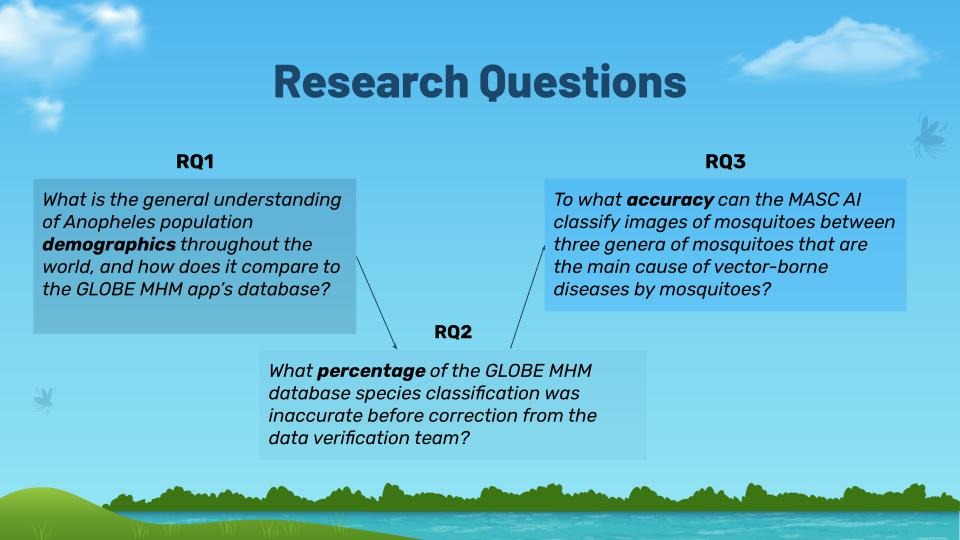 Research Questions
RQ1
What is the general understanding
of Anopheles population
demographics throughout the
world, and how does it compare to
the GLOBE MHM app's database?
RQ2
What percentage of the GLOBE MHM
database species classification was
inaccurate before correction from the
data verification team?
RQ3
To what accuracy can the MASC AI
classify images of mosquitoes between
three genera of mosquitoes that are
the main cause of vector-borne
diseases by mosquitoes?